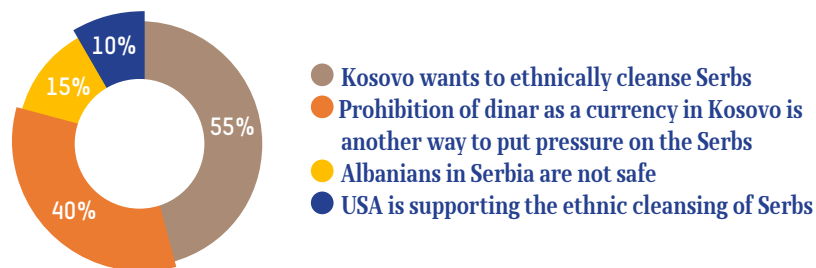 10%
15%
55%
40%
Kosovo wants to ethnically cleanse Serbs
Prohibition of dinar as a currency in Kosovo is
another way to put pressure on the Serbs
Albanians in Serbia are not safe
USA is supporting the ethnic cleansing of Serbs